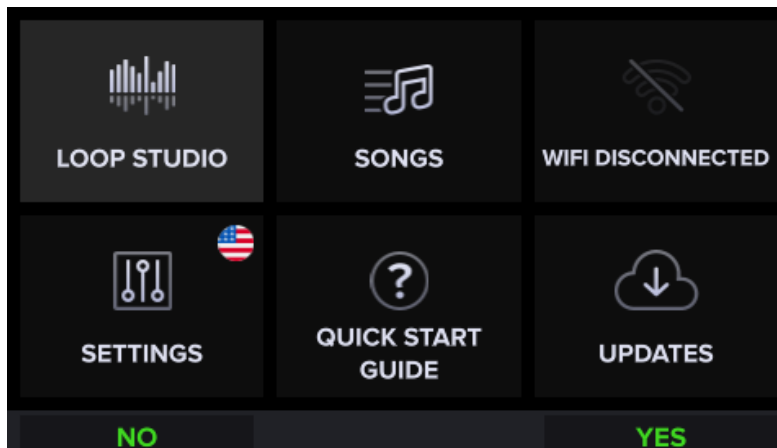 LOOP STUDIO
SONGS
WIFI DISCONNECTED
SETTINGS
QUICK START
GUIDE
UPDATES
NO
YES